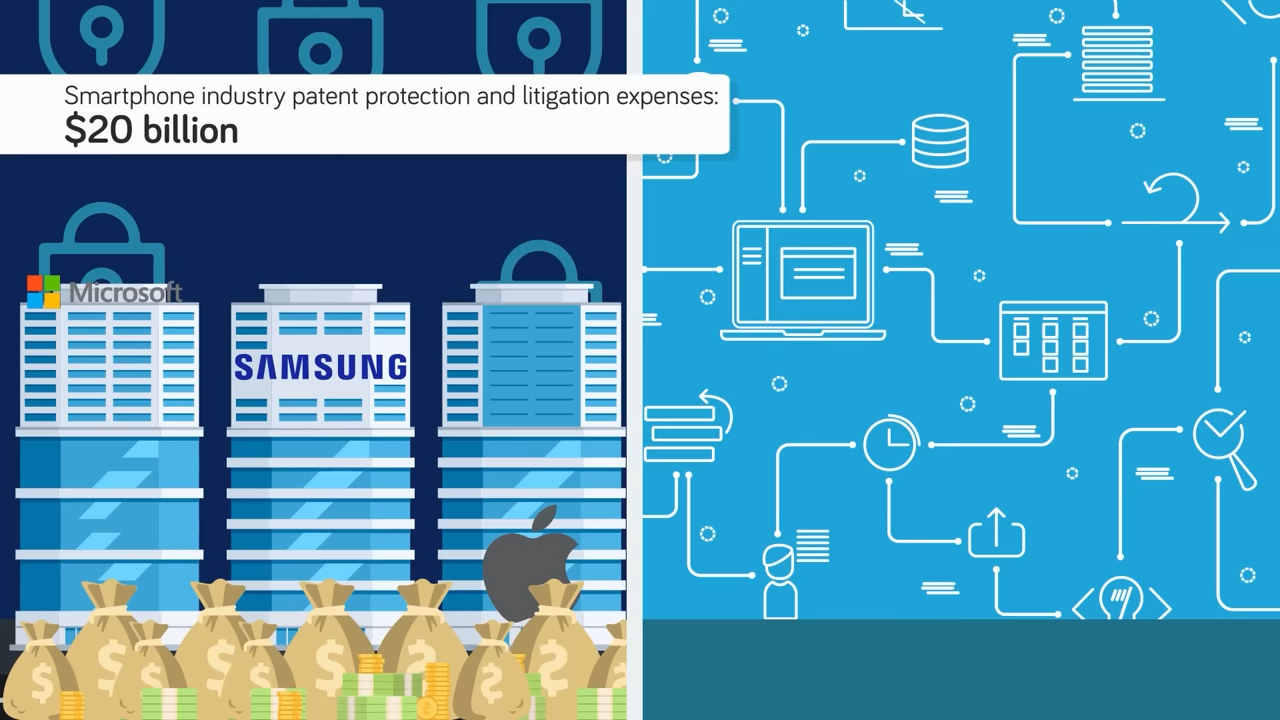 Smartphone industry patent protection and litigation expenses:
$20 billion
Microsoft
SAMSUNG